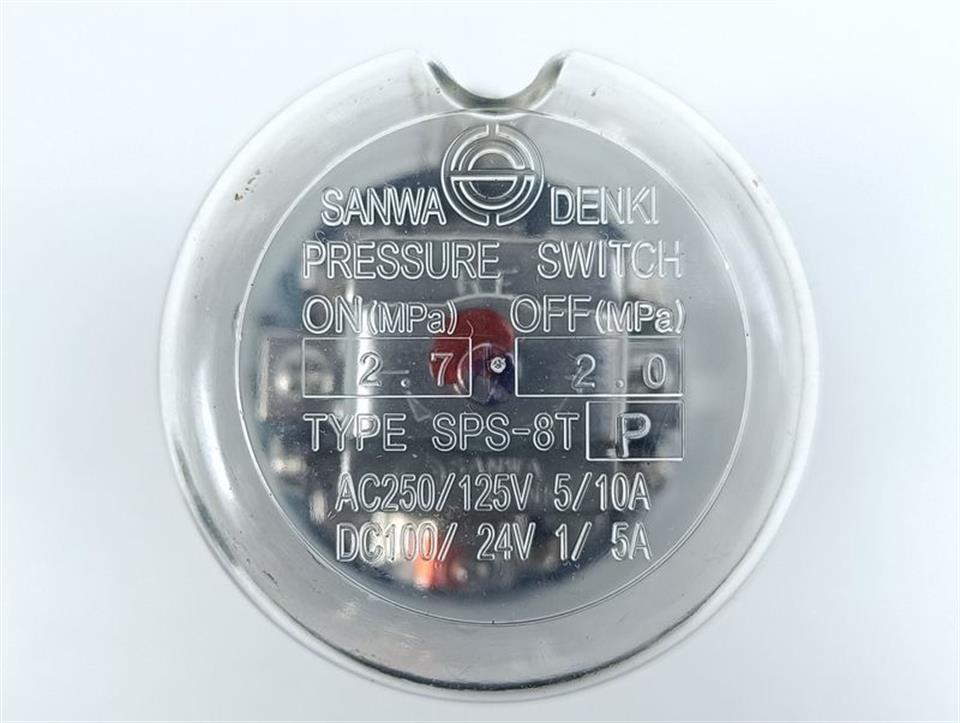 SANWA DENKI
PRESSURE SWITCH
ON(MPa) OFF(MPa)
2.7 2.0
TYPE SPS-8T P
AC250/125V 5/10A
DC100/ 24V 1/ 5A